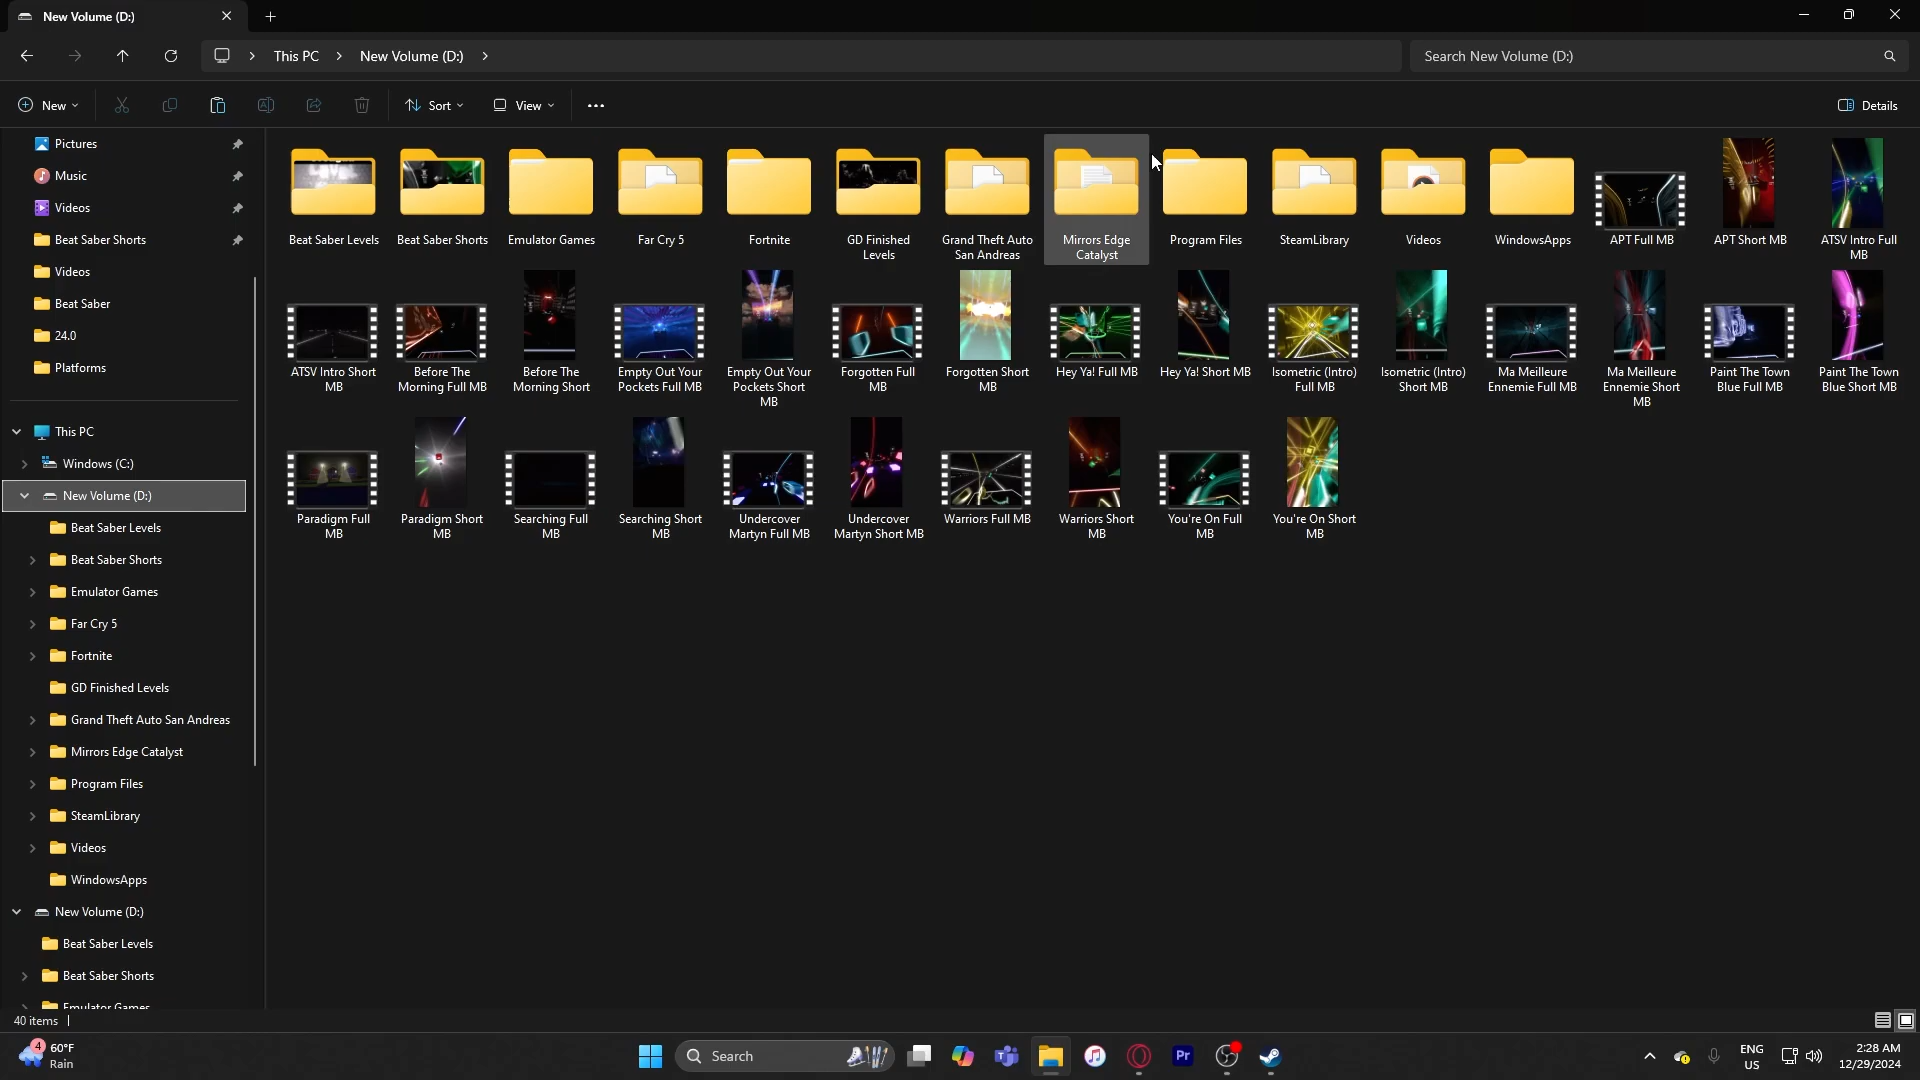 New Volume (D:)
This PC
New Volume (D:)
Search New Volume (D:)
New
Sort
View
Details
Pictures
Music
Videos
Beat Saber Shorts
Videos
Beat Saber
24.0
Platforms
This PC
Windows (C:)
New Volume (D:)
Beat Saber Levels
Beat Saber Shorts
Emulator Games
Far Cry 5
Fortnite
GD Finished Levels
Grand Theft Auto San Andreas
Mirrors Edge Catalyst
Program Files
SteamLibrary
Videos
WindowsApps
New Volume (D:)
Beat Saber Levels
Beat Saber Shorts
Emulator Games
Beat Saber Levels
Beat Saber Shorts
Emulator Games
Far Cry 5
Fortnite
GD Finished
Levels
Grand Theft Auto
San Andreas
Mirrors Edge
Catalyst
Program Files
SteamLibrary
Videos
WindowsApps
APT Full MB
APT Short MB
ATSV Intro Full
MB
ATSV Intro Short
MB
Before The
Morning Full MB
Before The
Morning Short
Empty Out Your
Pockets Full MB
Empty Out Your
Pockets Short
MB
Forgotten Full
MB
Forgotten Short
MB
Hey Ya! Full MB
Hey Ya! Short MB
Isometric (Intro)
Full MB
Isometric (Intro)
Short MB
Ma Meilleure
Ennemie Full MB
Ma Meilleure
Ennemie Short
MB
Paint The Town
Blue Full MB
Paint The Town
Blue Short MB
Paradigm Full
MB
Paradigm Short
MB
Searching Full
MB
Searching Short
MB
Undercover
Martyn Full MB
Undercover
Martyn Short MB
Warriors Full MB
Warriors Short
MB
You're On Full
MB
You're On Short
MB
40 items
4
60°F
Rain
Search
Pr
ENG
US
2:28 AM
12/29/2024